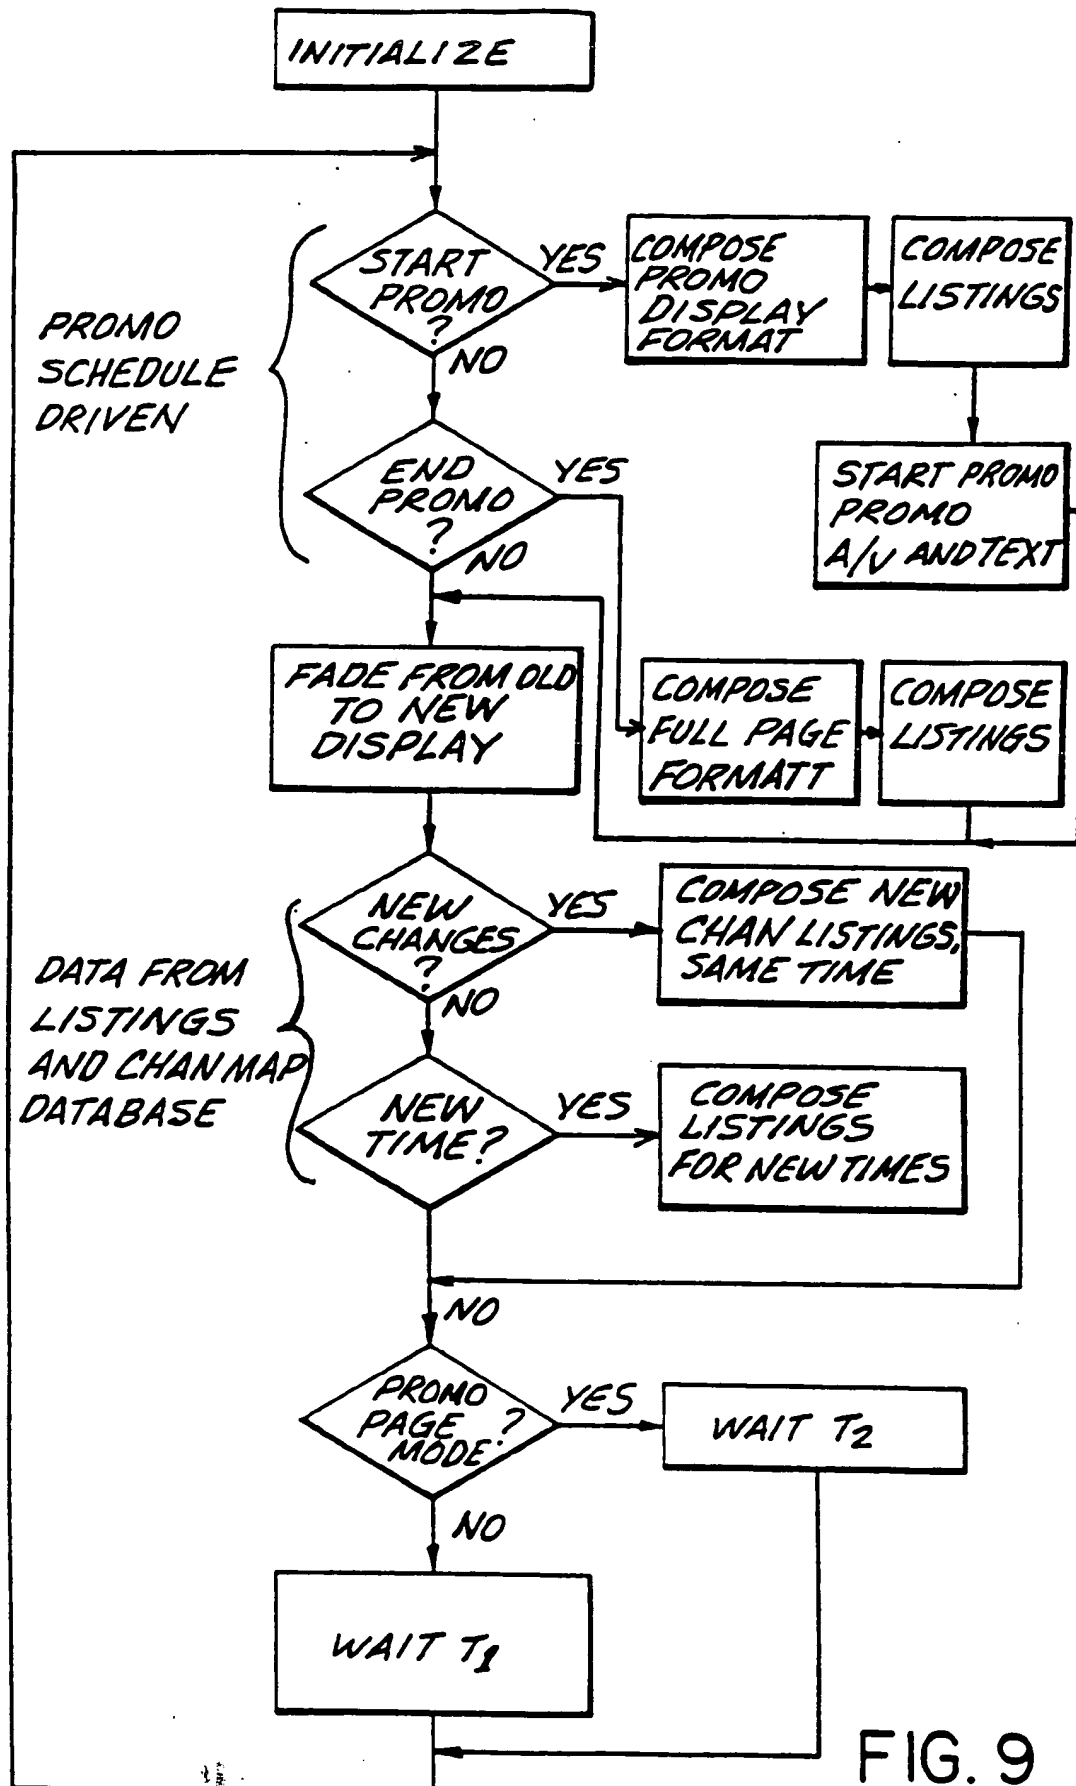 INITIALIZE
START
PROMO
?
YES
NO
COMPOSE
PROMO
DISPLAY
FORMAT
COMPOSE
LISTINGS
PROMO
SCHEDULE
DRIVEN
START PROMO
PROMO
A/V AND TEXT
END
PROMO
?
YES
NO
FADE FROM OLD
TO NEW
DISPLAY
COMPOSE
FULL PAGE
FORMATT
COMPOSE
LISTINGS
NEW
CHANGES
?
YES
NO
COMPOSE NEW
CHAN LISTINGS,
SAME TIME
DATA FROM
LISTINGS
AND CHAN MAP
DATABASE
NEW
TIME?
YES
COMPOSE
LISTINGS
FOR NEW TIMES
NO
PROMO
PAGE ?
MODE
YES
NO
WAIT T2
WAIT T1
FIG. 9